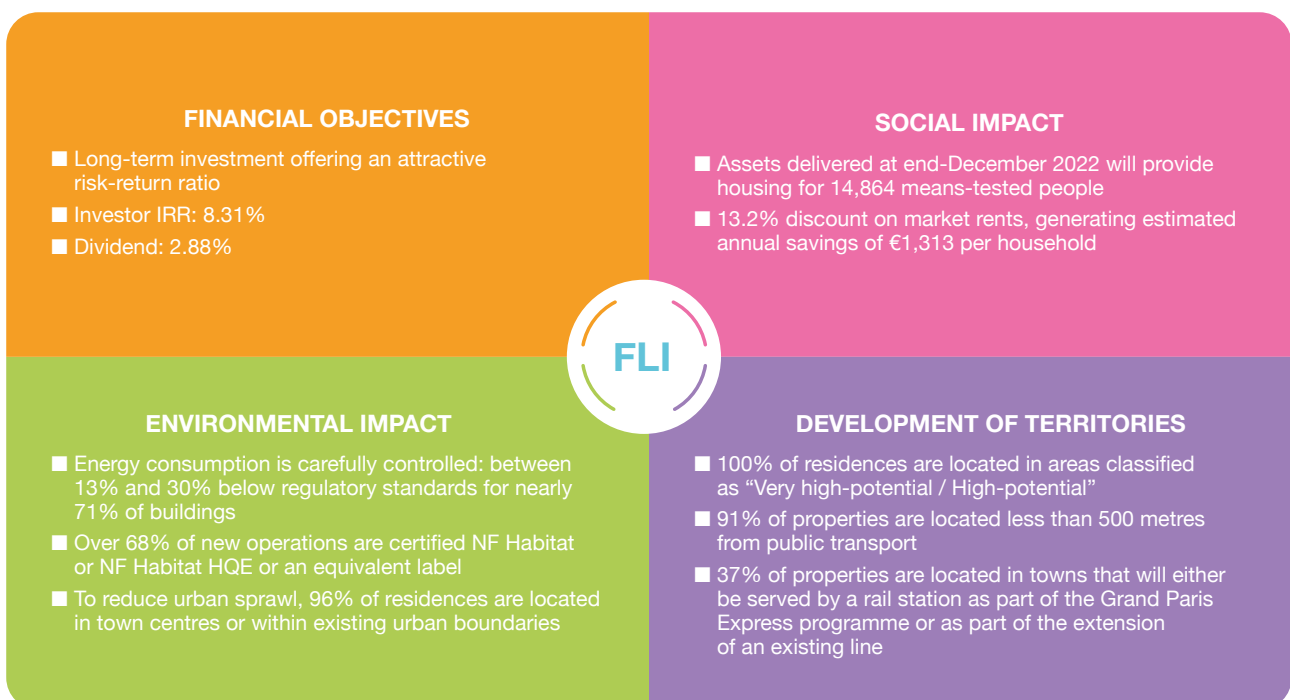 FINANCIAL OBJECTIVES
■ Long-term investment offering an attractive
risk-return ratio
■ Investor IRR: 8.31%
■ Dividend: 2.88%
SOCIAL IMPACT
■ Assets delivered at end-December 2022 will provide
housing for 14,864 means-tested people
■ 13.2% discount on market rents, generating estimated
annual savings of €1,313 per household
FLI
ENVIRONMENTAL IMPACT
■ Energy consumption is carefully controlled: between
13% and 30% below regulatory standards for nearly
71% of buildings
■ Over 68% of new operations are certified NF Habitat
or NF Habitat HQE or an equivalent label
■ To reduce urban sprawl, 96% of residences are located
in town centres or within existing urban boundaries
DEVELOPMENT OF TERRITORIES
■ 100% of residences are located in areas classified
as “Very high-potential / High-potential”
■ 91% of properties are located less than 500 metres
from public transport
■ 37% of properties are located in towns that will either
be served by a rail station as part of the Grand Paris
Express programme or as part of the extension
of an existing line